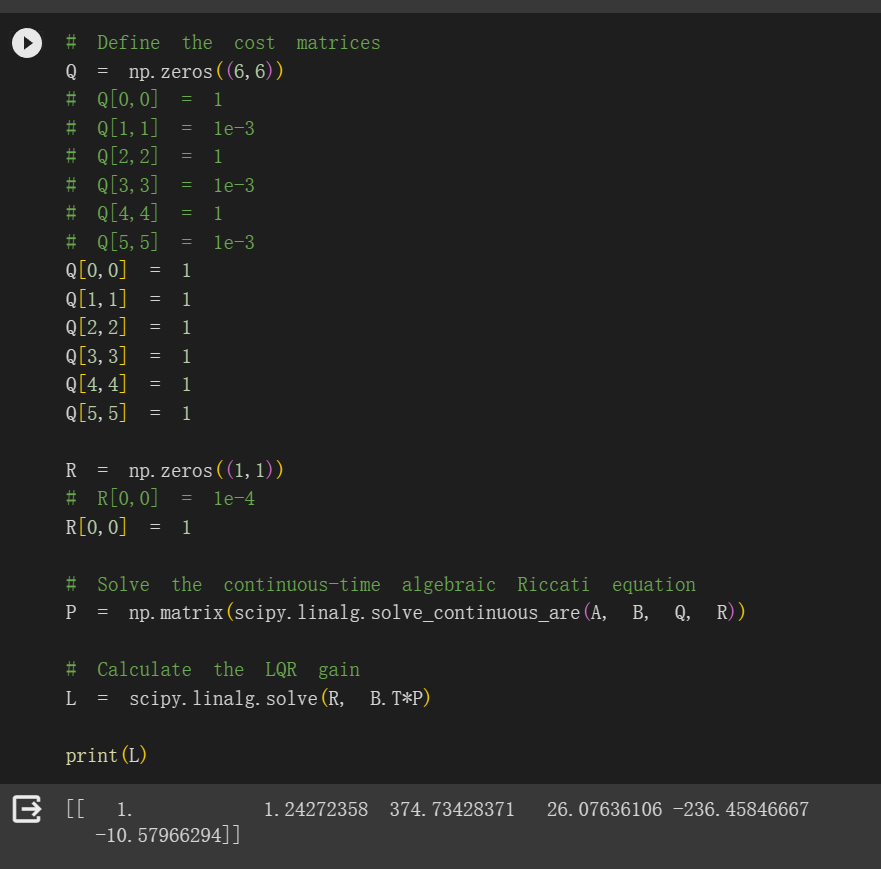 # Define the cost matrices
Q = np.zeros((6,6))
# Q[0,0] = 1
# Q[1,1] = 1e-3
# Q[2,2] = 1
# Q[3,3] = 1e-3
# Q[4,4] = 1
# Q[5,5] = 1e-3
Q[0,0] = 1
Q[1,1] = 1
Q[2,2] = 1
Q[3,3] = 1
Q[4,4] = 1
Q[5,5] = 1
R = np.zeros((1,1))
# R[0,0] = 1e-4
R[0,0] = 1
# Solve the continuous-time algebraic Riccati equation
P = np.matrix(scipy.linalg.solve_continuous_are(A, B, Q, R))
# Calculate the LQR gain
L = scipy.linalg.solve(R, B.T*P)
print(L)
[[ 1. 1.24272358 374.73428371 26.07636106 -236.45846667
-10.57966294]]